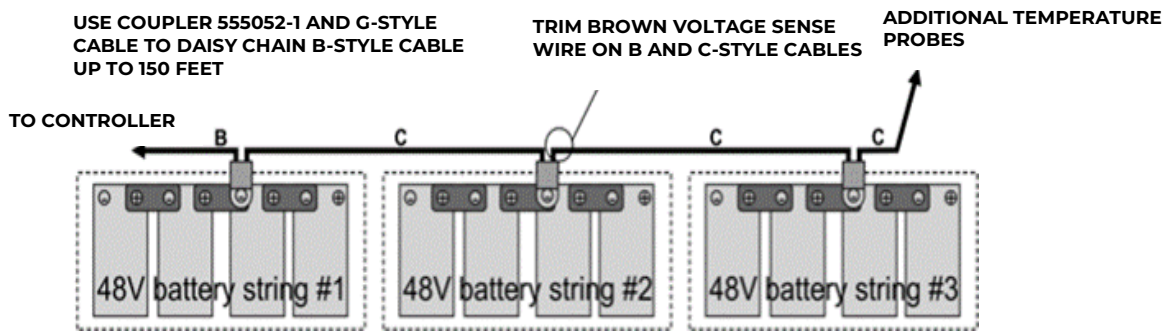 USE COUPLER 555052-1 AND G-STYLE
CABLE TO DAISY CHAIN B-STYLE CABLE
UP TO 150 FEET
TRIM BROWN VOLTAGE SENSE
WIRE ON B AND C-STYLE CABLES
ADDITIONAL TEMPERATURE
PROBES
TO CONTROLLER
B
C
C
C
48V battery string #1
48V battery string #2
48V battery string #3